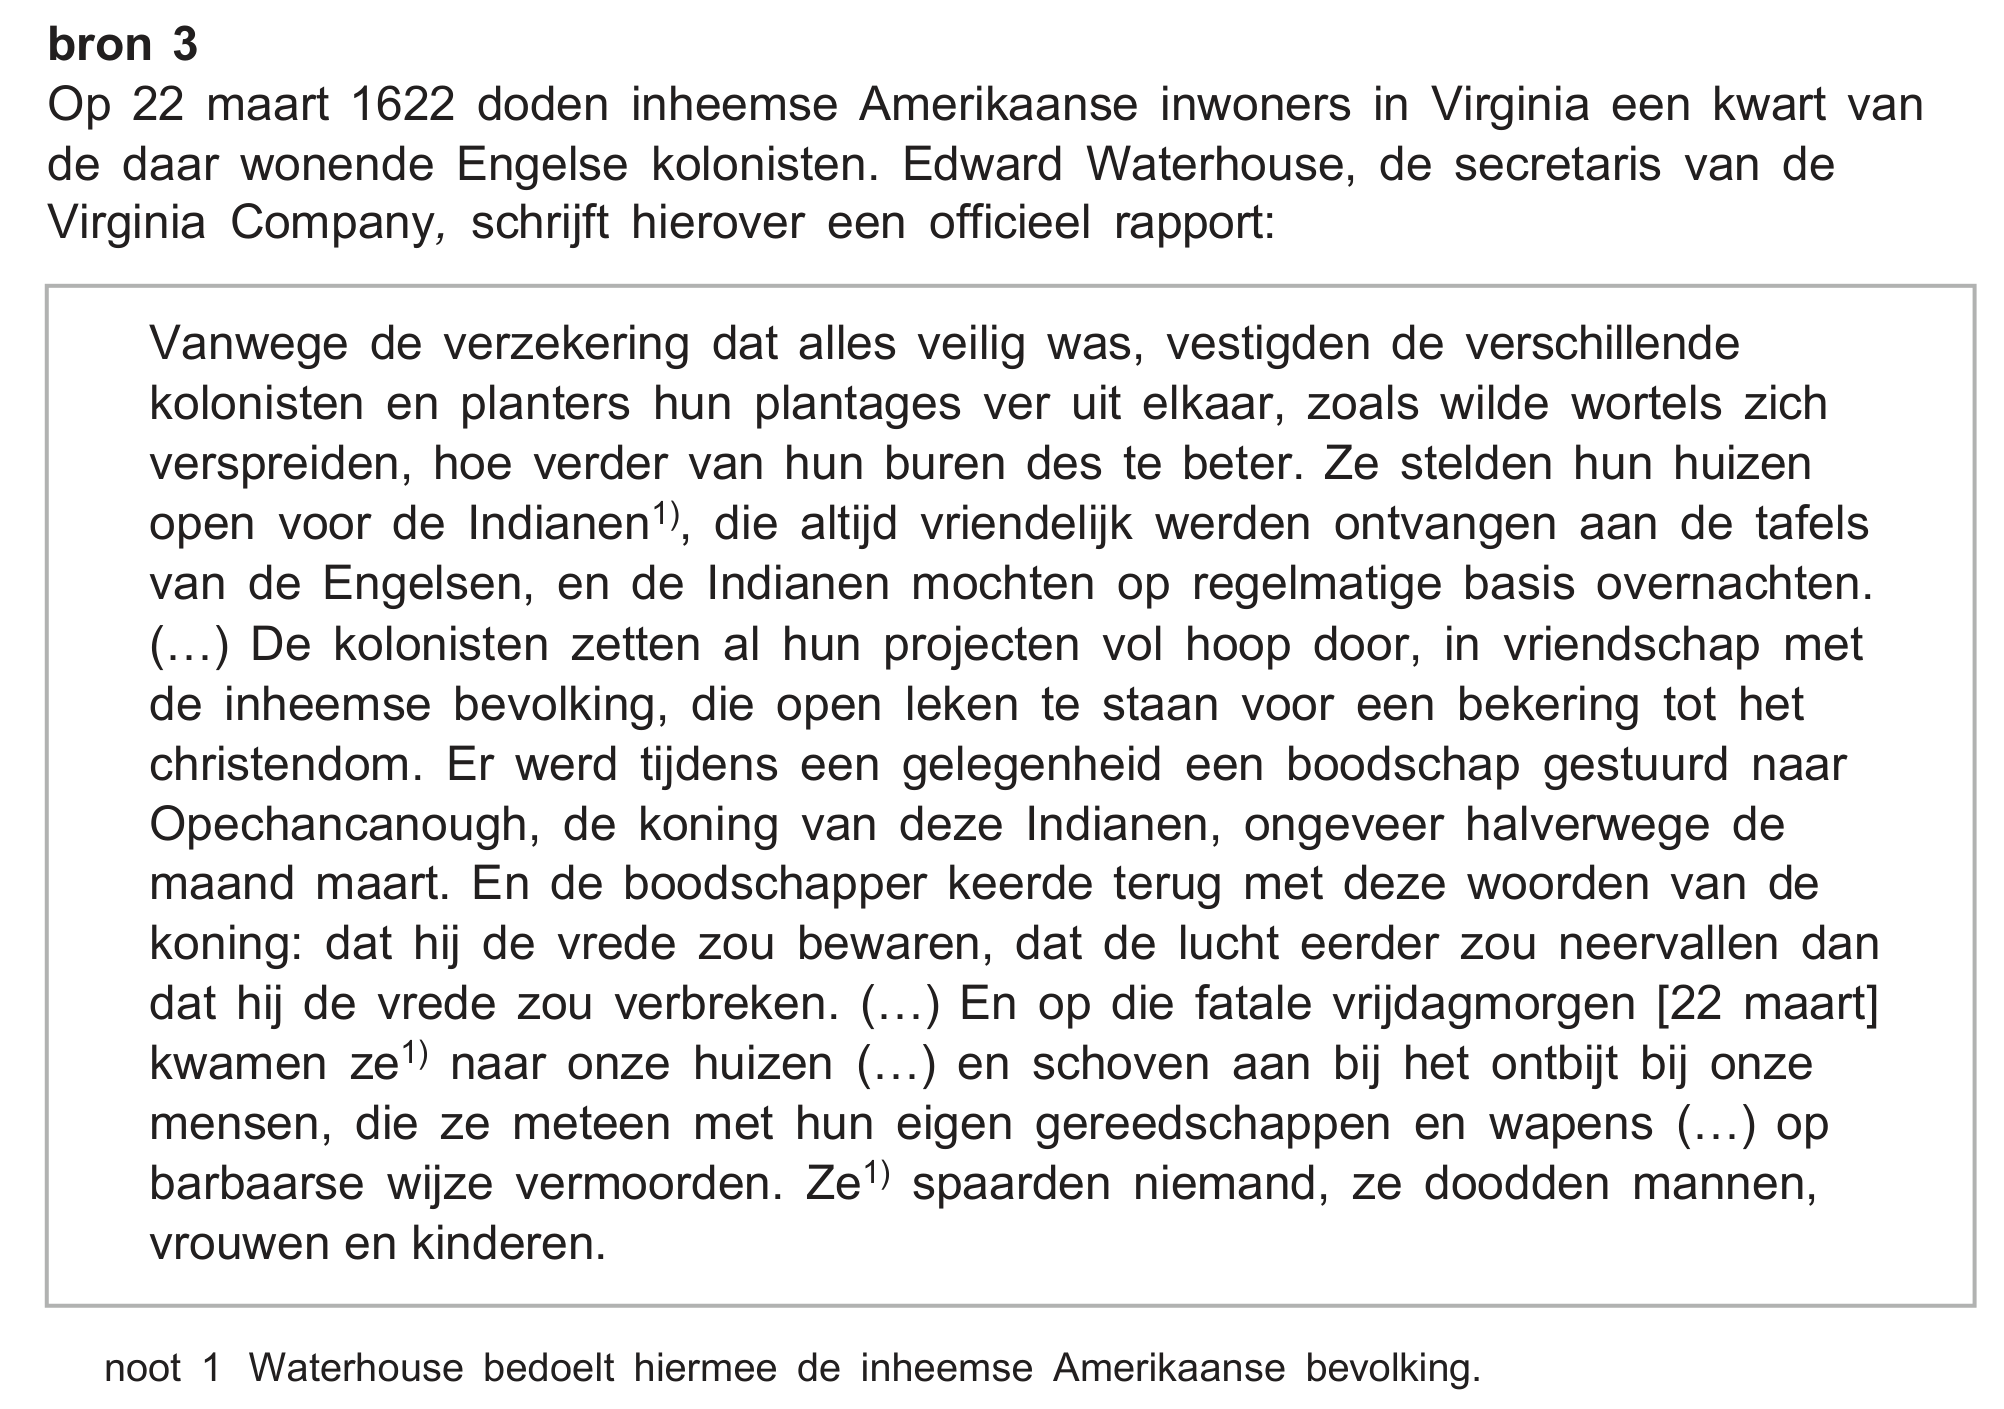 bron 3
Op 22 maart 1622 doden inheemse Amerikaanse inwoners in Virginia een kwart van
de daar wonende Engelse kolonisten. Edward Waterhouse, de secretaris van de
Virginia Company, schrijft hierover een officieel rapport:
Vanwege de verzekering dat alles veilig was, vestigden de verschillende
kolonisten en planters hun plantages ver uit elkaar, zoals wilde wortels zich
verspreiden, hoe verder van hun buren des te beter. Ze stelden hun huizen
open voor de Indianen1), die altijd vriendelijk werden ontvangen aan de tafels
van de Engelsen, en de Indianen mochten op regelmatige basis overnachten.
(…) De kolonisten zetten al hun projecten vol hoop door, in vriendschap met
de inheemse bevolking, die open leken te staan voor een bekering tot het
christendom. Er werd tijdens een gelegenheid een boodschap gestuurd naar
Opechancanough, de koning van deze Indianen, ongeveer halverwege de
maand maart. En de boodschapper keerde terug met deze woorden van de
koning: dat hij de vrede zou bewaren, dat de lucht eerder zou neervallen dan
dat hij de vrede zou verbreken. (…) En op die fatale vrijdagmorgen [22 maart]
kwamen ze1) naar onze huizen (…) en schoven aan bij het ontbijt bij onze
mensen, die ze meteen met hun eigen gereedschappen en wapens (…) op
barbaarse wijze vermoorden. Ze1) spaarden niemand, ze doodden mannen,
vrouwen en kinderen.
noot 1 Waterhouse bedoelt hiermee de inheemse Amerikaanse bevolking.